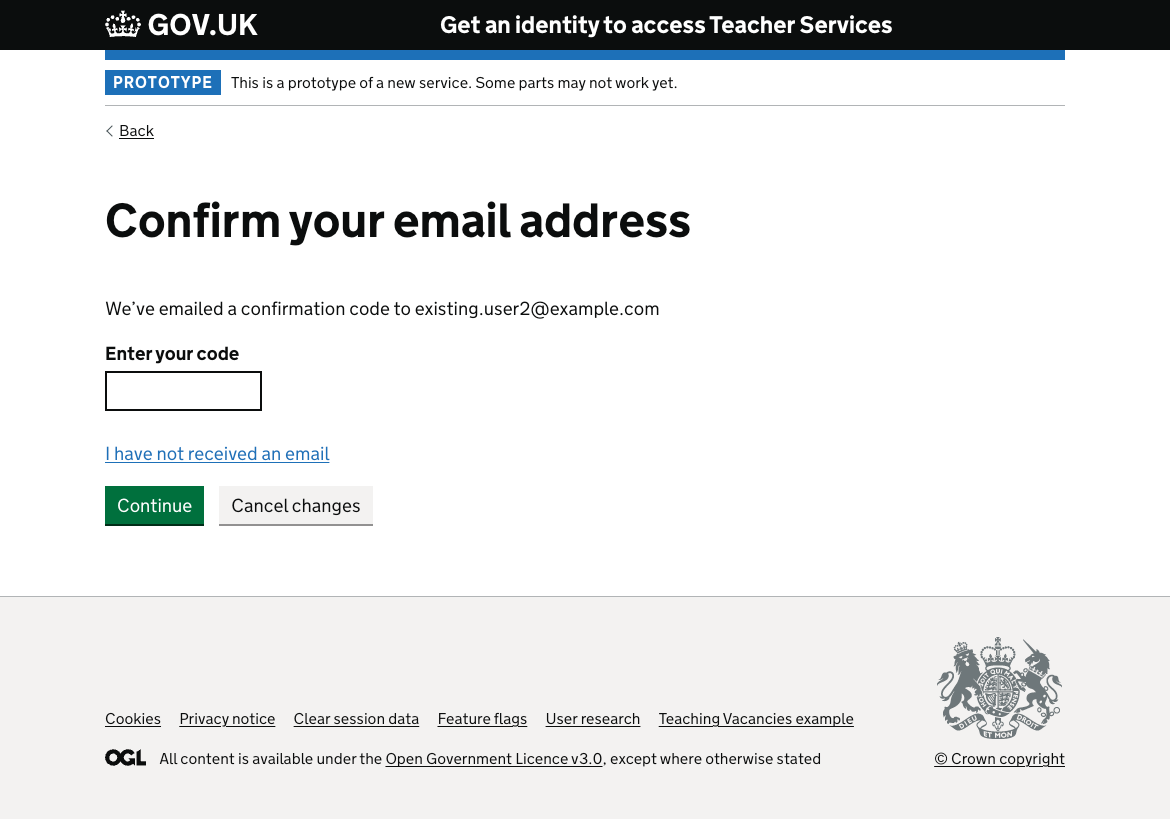 GOV.UK
Get an identity to access Teacher Services
PROTOTYPE This is a prototype of a new service. Some parts may not work yet.
Back
Confirm your email address
We’ve emailed a confirmation code to existing.user2@example.com
Enter your code
I have not received an email
Continue Cancel changes
Cookies Privacy notice Clear session data Feature flags User research Teaching Vacancies example
OGL All content is available under the Open Government Licence v3.0, except where otherwise stated
DIEU ET MON DROIT
© Crown copyright